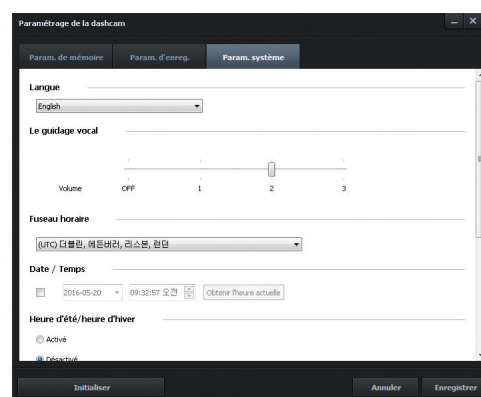 Paramétrage de la dashcam
Param. de mémoire Param. d'enreg. Param. système
Langue
English
Le guidage vocal
Volume OFF 1 2 3
Fuseau horaire
(UTC) 더블린, 에든버러, 리스본, 런던
Date / Temps
2016-05-20 09:32:57 오전 Obtenir l'heure actuelle
Heure d'été/heure d'hiver
Activé
Désactivé
Initialiser Annuler Enregistrer